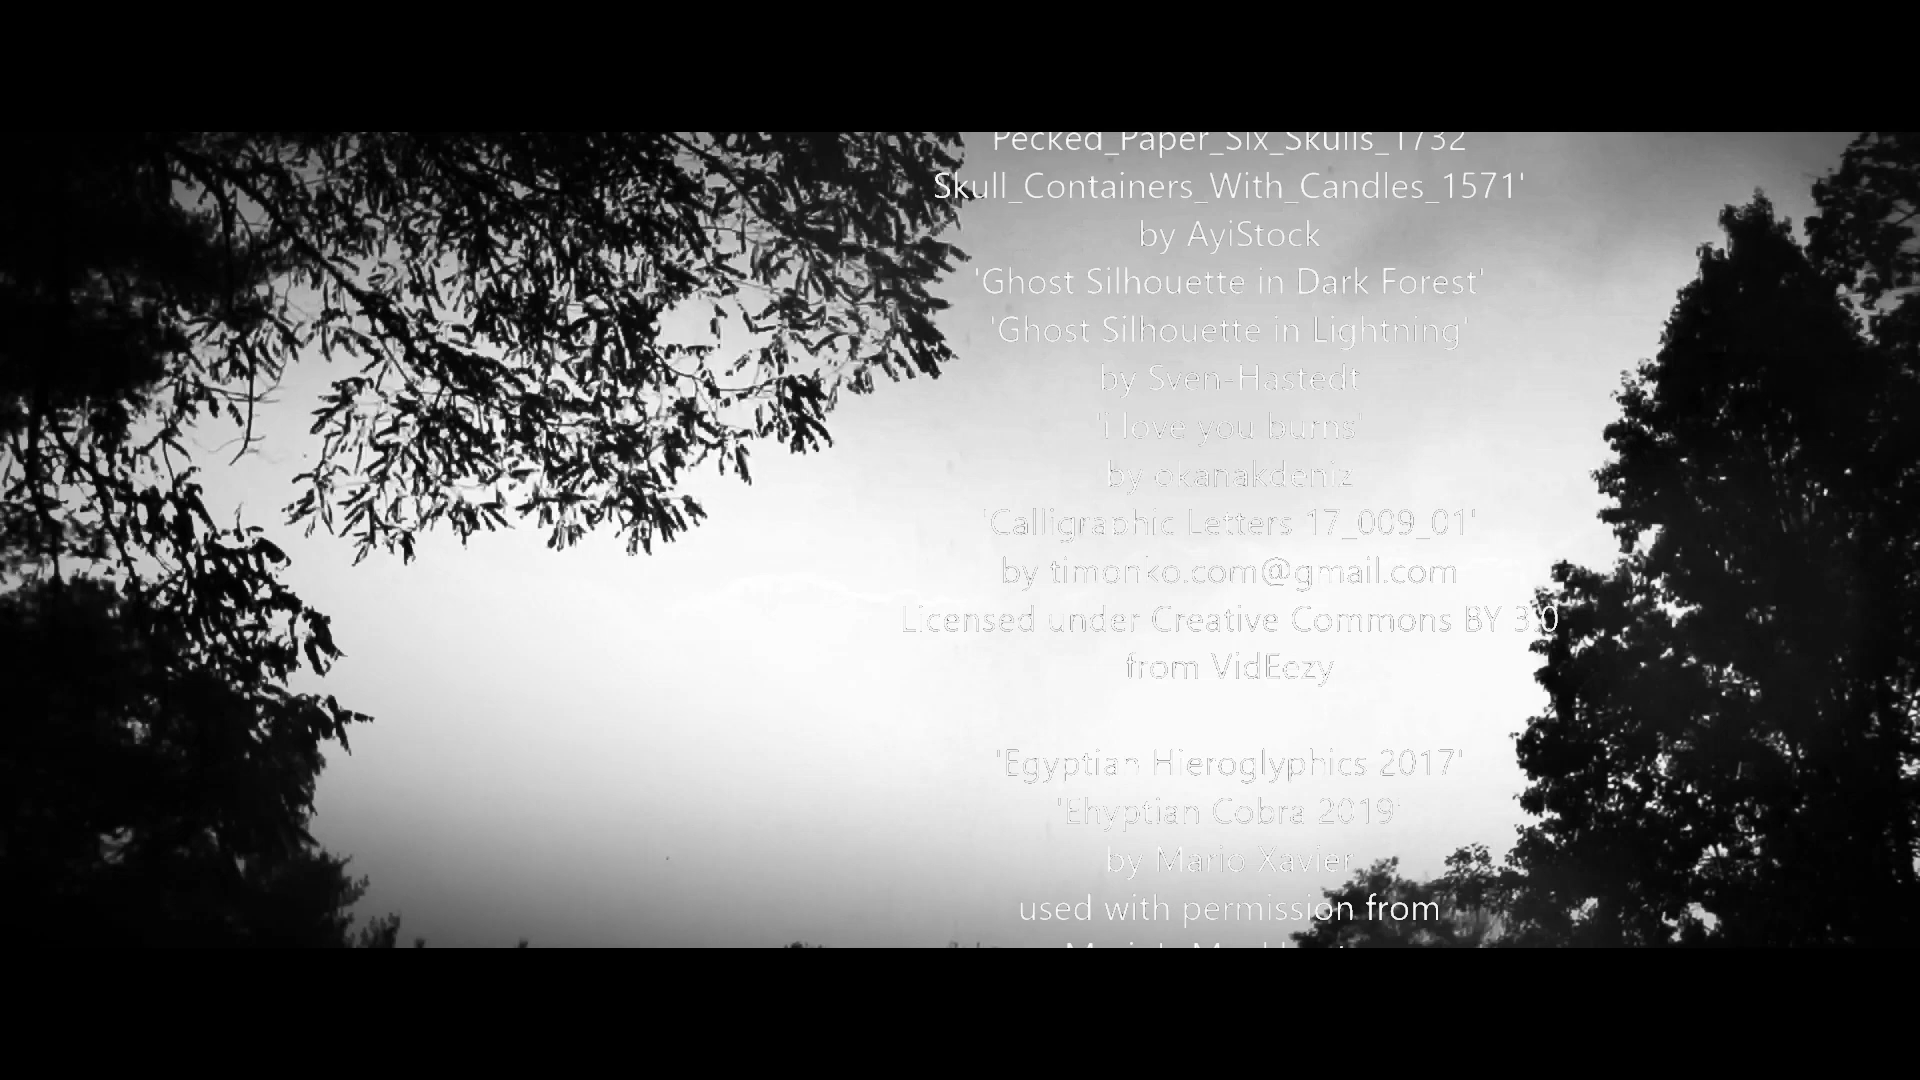 Pecked_Paper_Six_Skulls_1732
Skull_Containers_With_Candles_1571'
by AyiStock
'Ghost Silhouette in Dark Forest'
'Ghost Silhouette in Lightning'
by Sven-Hastedt
'i love you burns'
by okanakdeniz
'Calligraphic Letters 17_009_01'
by timoriko.com@gmail.com
Licensed under Creative Commons BY 3.0
from VidEezy
'Egyptian Hieroglyphics 2017'
'Ehyptian Cobra 2019'
by Mario Xavier
used with permission from